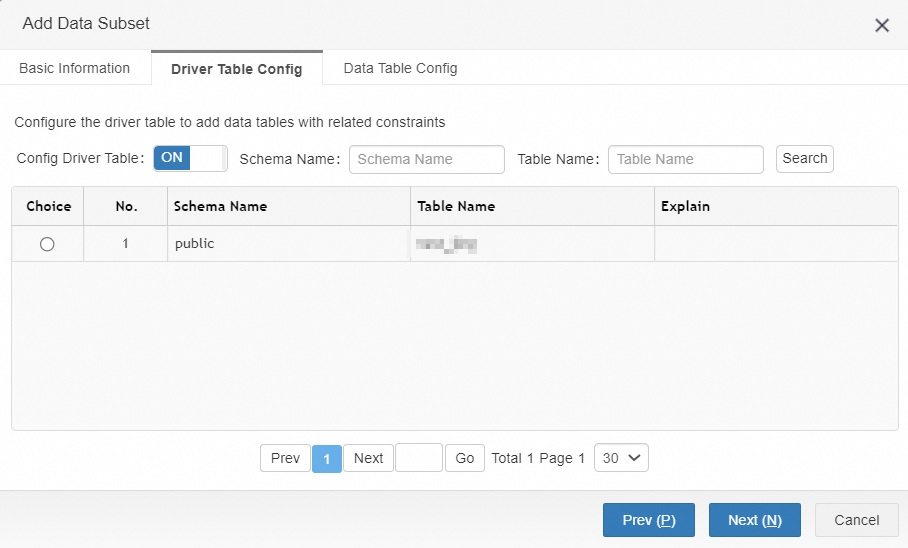 Add Data Subset
Basic Information Driver Table Config Data Table Config
Configure the driver table to add data tables with related constraints
Config Driver Table: ON Schema Name: Schema Name Table Name: Table Name Search
Choice No. Schema Name Table Name Explain
1 public
Prev 1 Next Go Total 1 Page 1 30
Prev (P) Next (N) Cancel